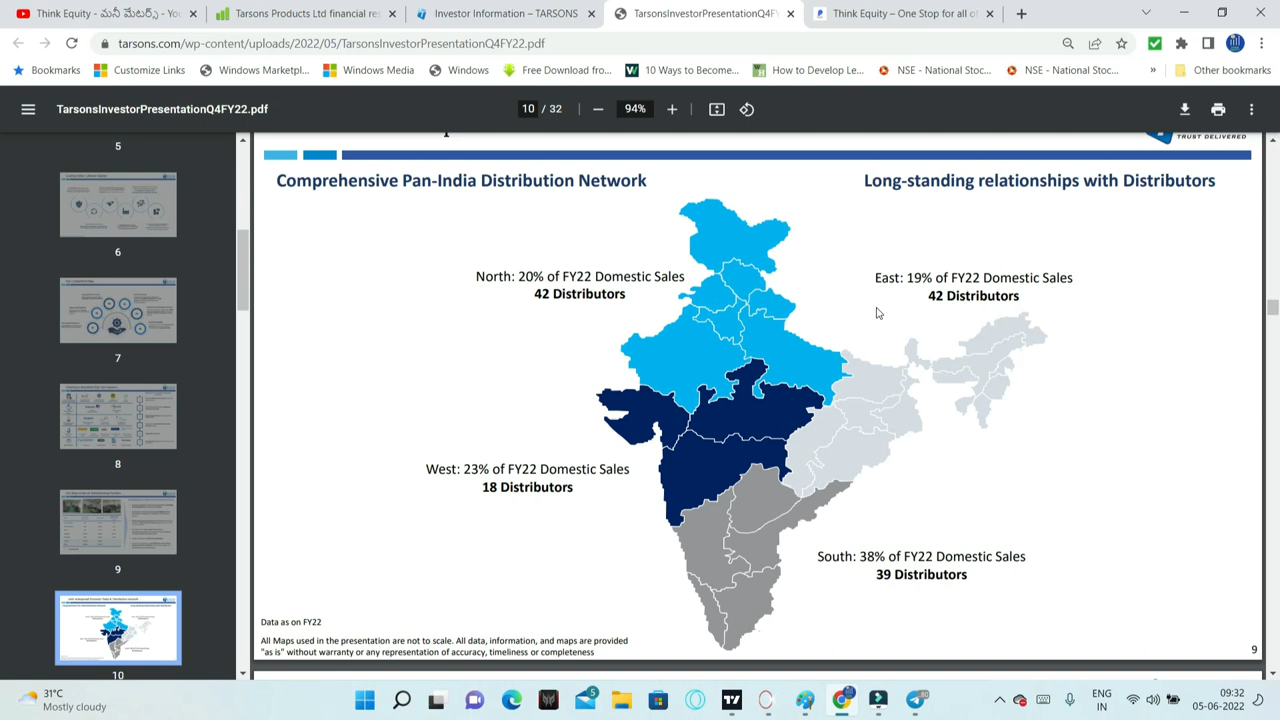 Think Equity - మనీ మేటర్స్ - You
Tarsons Products Ltd financial res
Investor Information – TARSONS
TarsonsInvestorPresentationQ4FY
Think Equity – One Stop for all o
tarsons.com/wp-content/uploads/2022/05/TarsonsInvestorPresentationQ4FY22.pdf
Bookmarks
Customize Links
Windows Marketpl...
Windows Media
Windows
Free Download fro...
10 Ways to Become...
How to Develop Le...
NSE - National Stoc...
NSE - National Stoc...
»
Other bookmarks
TarsonsInvestorPresentationQ4FY22.pdf
10 / 32
94%
5
6
7
8
9
10
TRUST DELIVERED
Comprehensive Pan-India Distribution Network
Long-standing relationships with Distributors
North: 20% of FY22 Domestic Sales
42 Distributors
East: 19% of FY22 Domestic Sales
42 Distributors
West: 23% of FY22 Domestic Sales
18 Distributors
South: 38% of FY22 Domestic Sales
39 Distributors
Data as on FY22
All Maps used in the presentation are not to scale. All data, information, and maps are provided
"as is" without warranty or any representation of accuracy, timeliness or completeness
9
31°C
Mostly cloudy
5
80
ENG
IN
09:32
05-06-2022